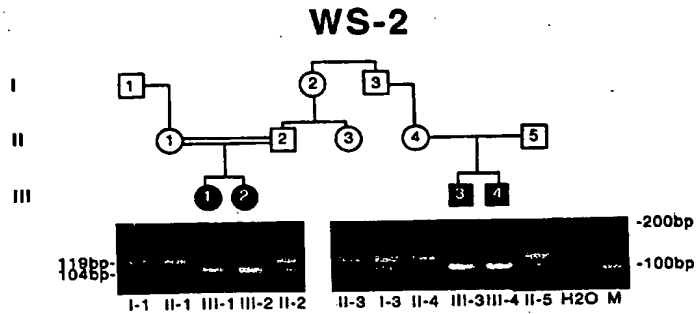 WS-2
I
1
2
3
II
1
2
3
4
5
III
1
2
3
4
-200bp
119bp-
104bp-
-100bp
I-1 II-1 III-1 III-2 II-2
II-3 I-3 II-4 III-3 III-4 II-5 H2O M